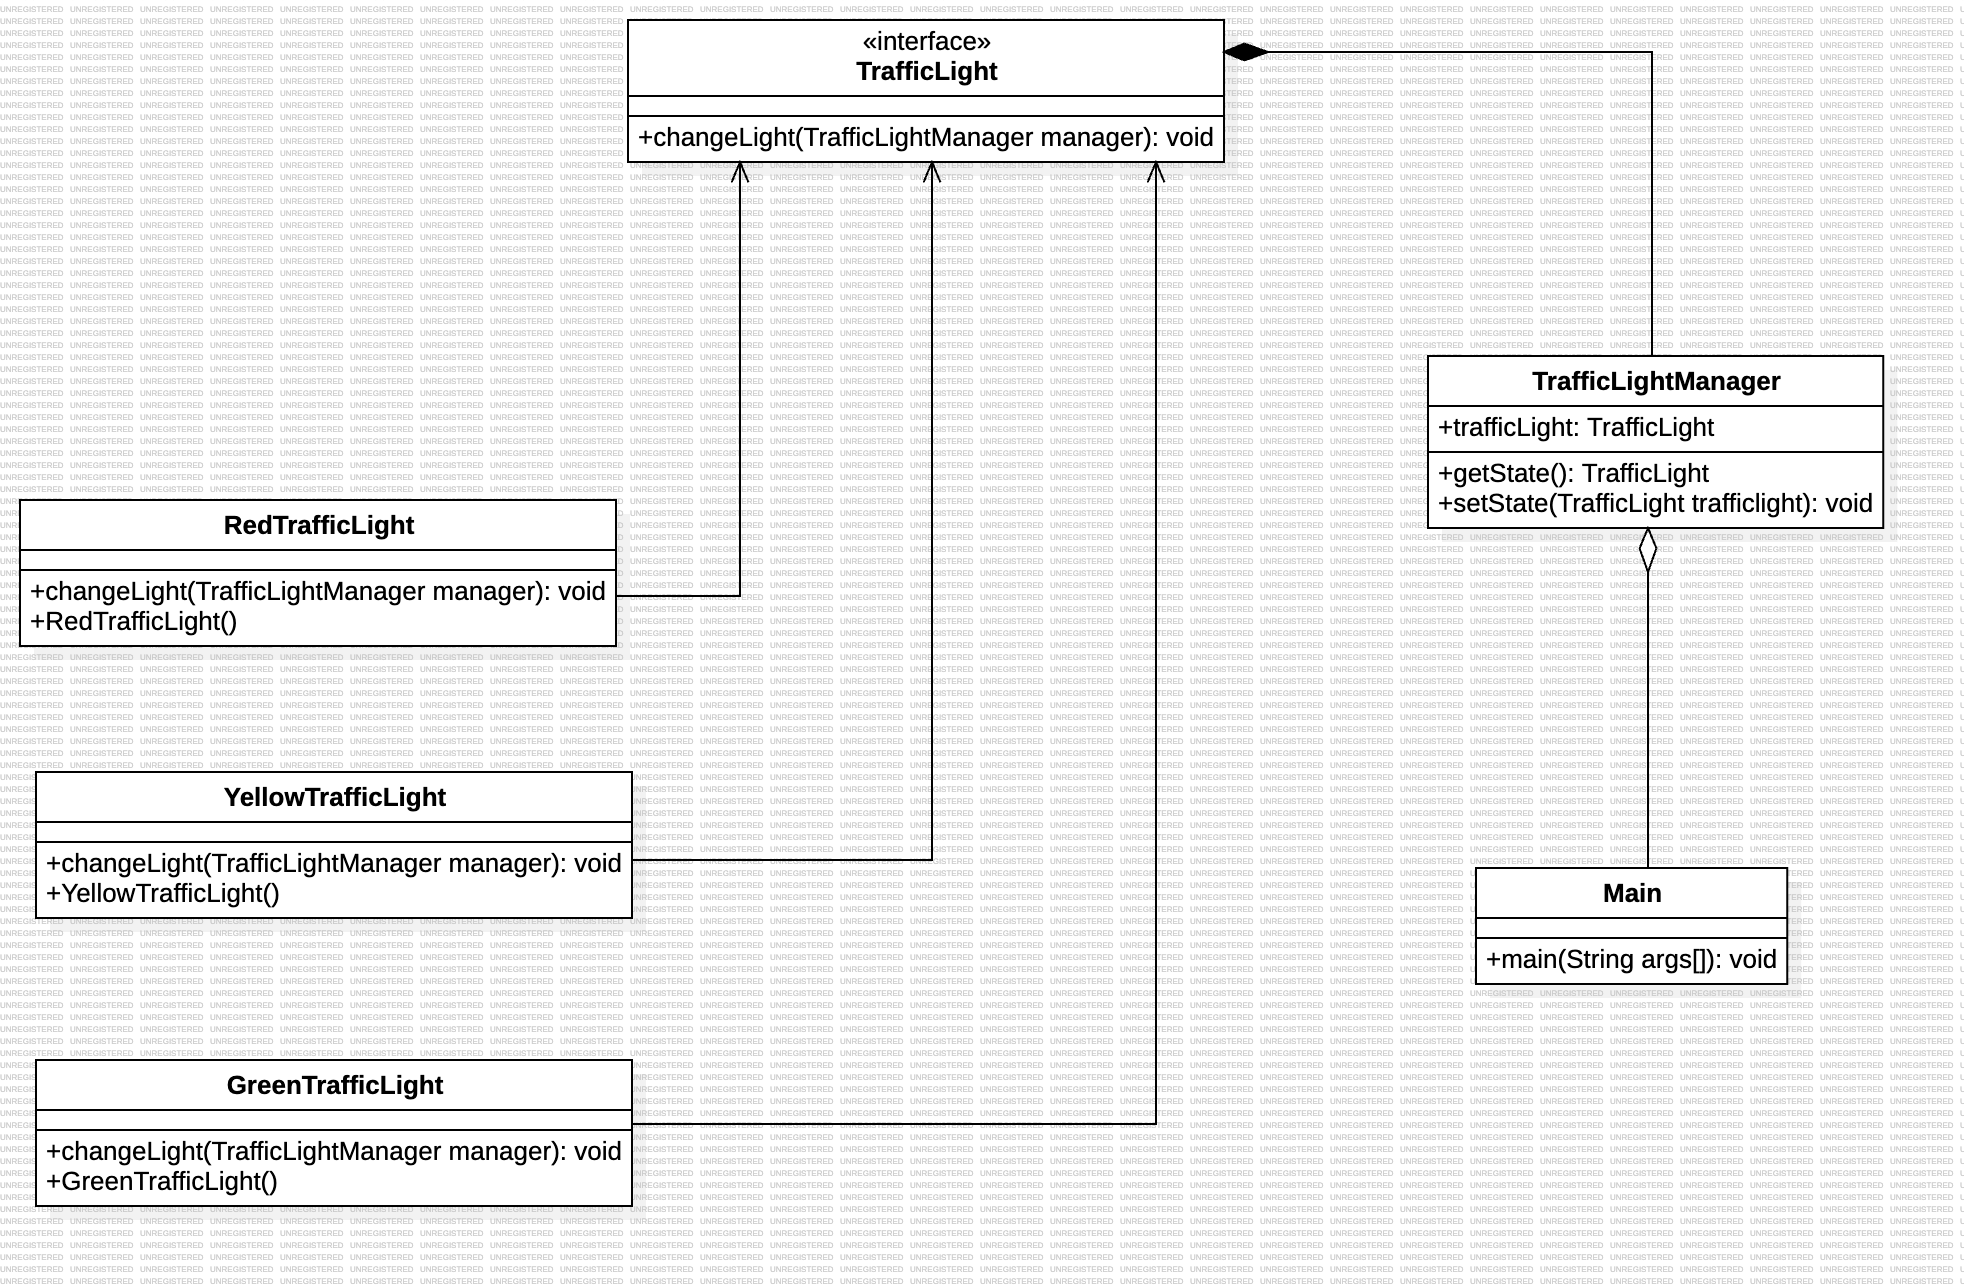 «interface»
TrafficLight
+changeLight(TrafficLightManager manager): void
TrafficLightManager
+trafficLight: TrafficLight
+getState(): TrafficLight
+setState(TrafficLight trafficlight): void
RedTrafficLight
+changeLight(TrafficLightManager manager): void
+RedTrafficLight()
YellowTrafficLight
+changeLight(TrafficLightManager manager): void
+YellowTrafficLight()
Main
+main(String args[]): void
GreenTrafficLight
+changeLight(TrafficLightManager manager): void
+GreenTrafficLight()
UNREGISTERED